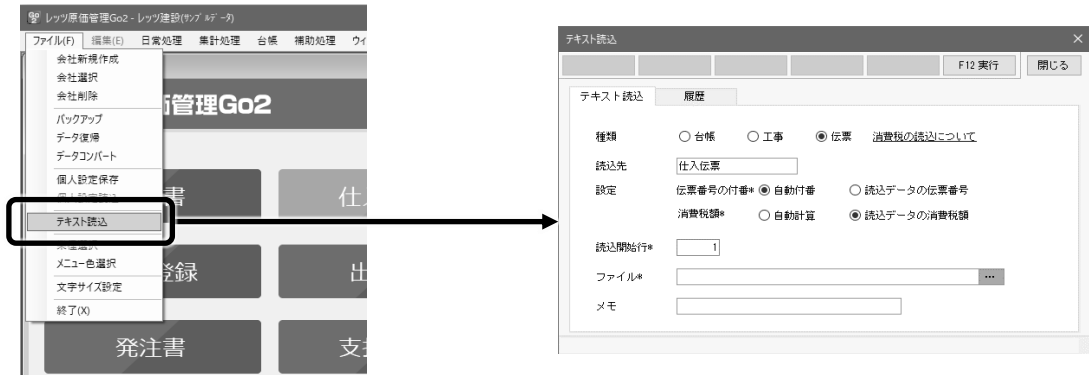 レッツ原価管理Go2 - レッツ建設(ｻﾝﾌﾟﾙﾃﾞｰﾀ)
ファイル(F) 編集(E) 日常処理 集計処理 台帳 補助処理
会社新規作成
会社選択
会社削除
バックアップ
データ復帰
データコンバート
個人設定保存
テキスト読込
メニュー色選択
文字サイズ設定
終了(X)
管理Go2
書
仕
登録
出
発注書
支
テキスト読込
F12 実行 閉じる
テキスト読込 履歴
種類 台帳 工事 伝票 消費税の読込について
読込先 仕入伝票
設定 伝票番号の付番* 自動付番 読込データの伝票番号
消費税額* 自動計算 読込データの消費税額
読込開始行* 1
ファイル* ...
メモ